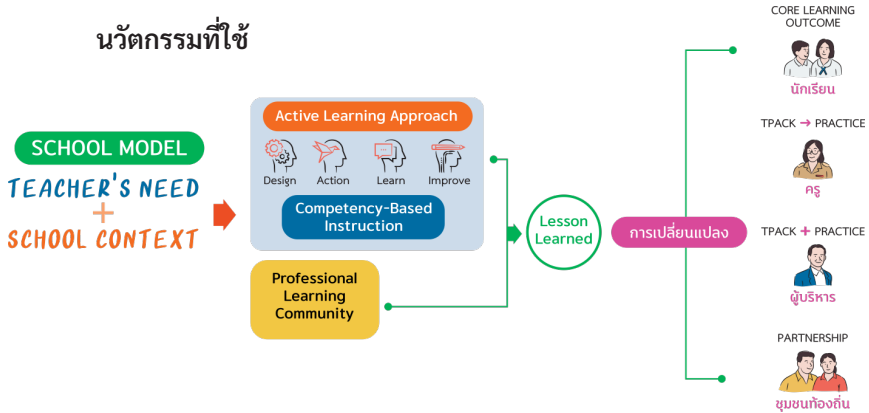 นวัตกรรมที่ใช้
SCHOOL MODEL
TEACHER'S NEED
+
SCHOOL CONTEXT
Active Learning Approach
Design Action Learn Improve
Competency-Based
Instruction
Professional
Learning
Community
Lesson
Learned
การเปลี่ยนแปลง
CORE LEARNING
OUTCOME
นักเรียน
TPACK → PRACTICE
ครู
TPACK + PRACTICE
ผู้บริหาร
PARTNERSHIP
ชุมชนท้องถิ่น